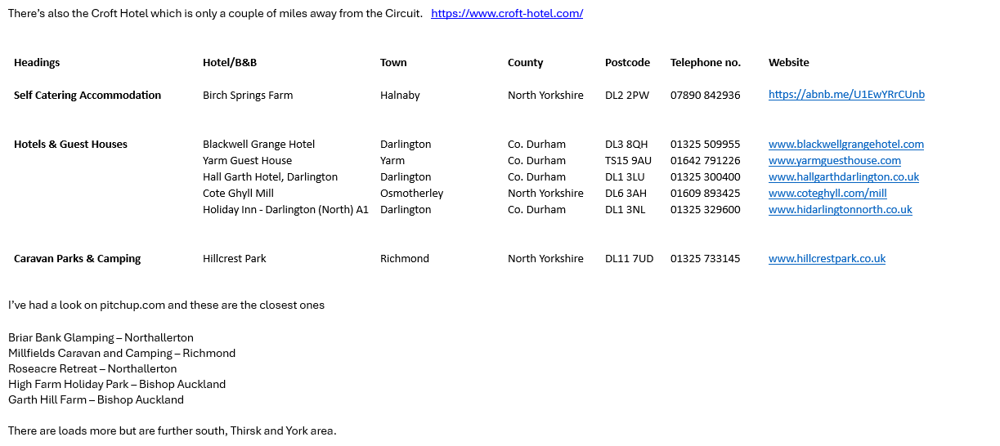 There’s also the Croft Hotel which is only a couple of miles away from the Circuit. https://www.croft-hotel.com/
Headings Hotel/B&B Town County Postcode Telephone no. Website
Self Catering Accommodation Birch Springs Farm Halnaby North Yorkshire DL2 2PW 07890 842936 https://abnb.me/U1EwYRrCUnb
Hotels & Guest Houses Blackwell Grange Hotel Darlington Co. Durham DL3 8QH 01325 509955 www.blackwellgrangehotel.com
Yarm Guest House Yarm Co. Durham TS15 9AU 01642 791226 www.yarmguesthouse.com
Hall Garth Hotel, Darlington Darlington Co. Durham DL1 3LU 01325 300400 www.hallgarthdarlington.co.uk
Cote Ghyll Mill Osmotherley North Yorkshire DL6 3AH 01609 893425 www.coteghyll.com/mill
Holiday Inn - Darlington (North) A1 Darlington Co. Durham DL1 3NL 01325 329600 www.hidarlingtonnorth.co.uk
Caravan Parks & Camping Hillcrest Park Richmond North Yorkshire DL11 7UD 01325 733145 www.hillcrestpark.co.uk
I’ve had a look on pitchup.com and these are the closest ones
Briar Bank Glamping – Northallerton
Millfields Caravan and Camping – Richmond
Roseacre Retreat – Northallerton
High Farm Holiday Park – Bishop Auckland
Garth Hill Farm – Bishop Auckland
There are loads more but are further south, Thirsk and York area.